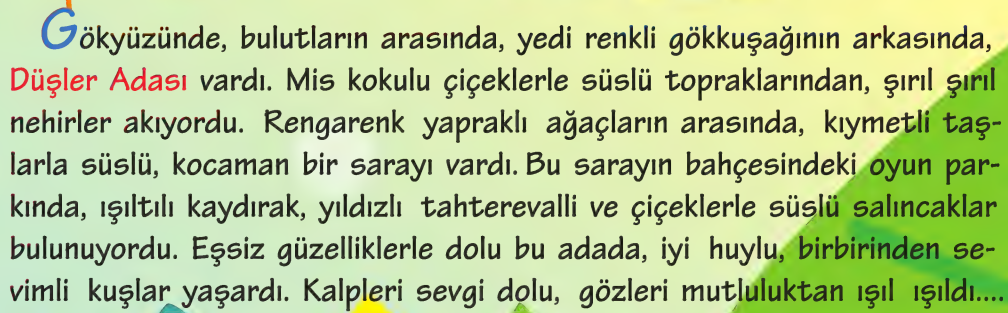 Gökyüzünde, bulutların arasında, yedi renkli gökkuşağının arkasında,
Düşler Adası vardı. Mis kokulu çiçeklerle süslü topraklarından, şırıl şırıl
nehirler akıyordu. Rengarenk yapraklı ağaçların arasında, kıymetli taş-
larla süslü, kocaman bir sarayı vardı. Bu sarayın bahçesindeki oyun par-
kında, ışıltılı kaydırak, yıldızlı tahterevalli ve çiçeklerle süslü salıncaklar
bulunuyordu. Eşsiz güzelliklerle dolu bu adada, iyi huylu, birbirinden se-
vimli kuşlar yaşardı. Kalpleri sevgi dolu, gözleri mutluluktan ışıl ışıldı....